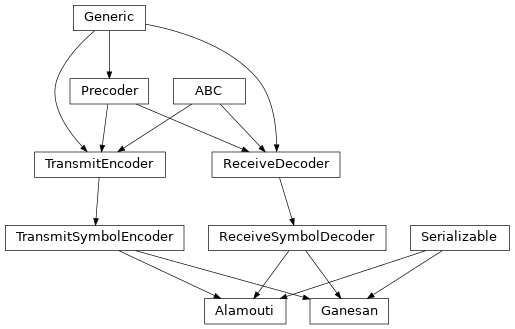 Generic
Precoder
ABC
TransmitEncoder
ReceiveDecoder
TransmitSymbolEncoder
ReceiveSymbolDecoder
Serializable
Alamouti
Ganesan